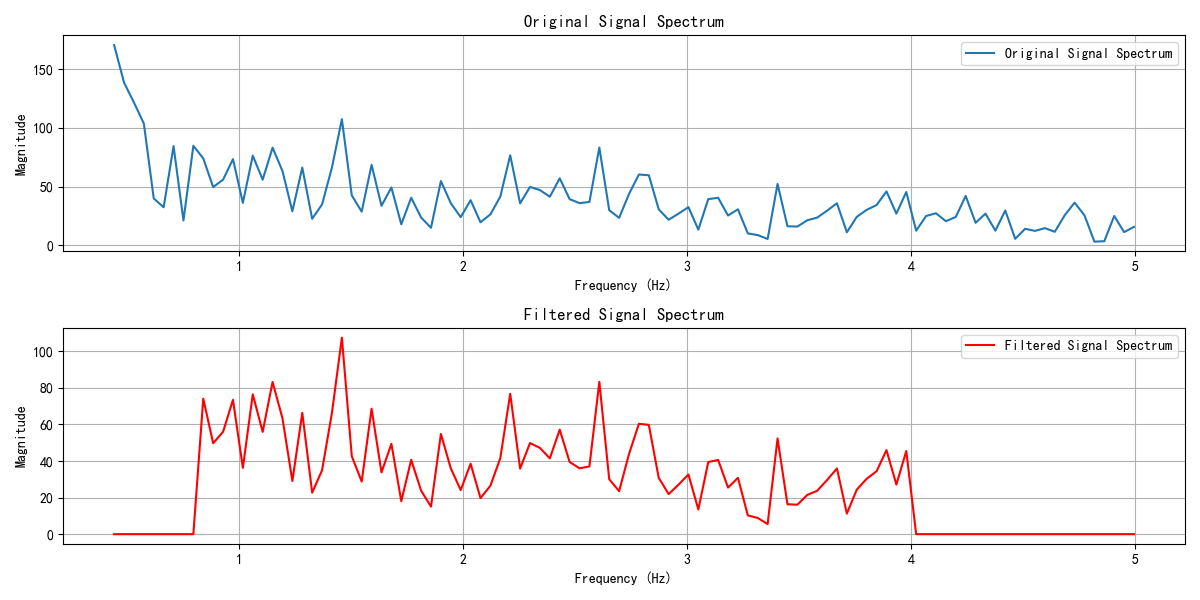 Original Signal Spectrum
Original Signal Spectrum
Magnitude
150
100
50
0
1 2 3 4 5
Frequency (Hz)
Filtered Signal Spectrum
Filtered Signal Spectrum
Magnitude
100
80
60
40
20
0
1 2 3 4 5
Frequency (Hz)